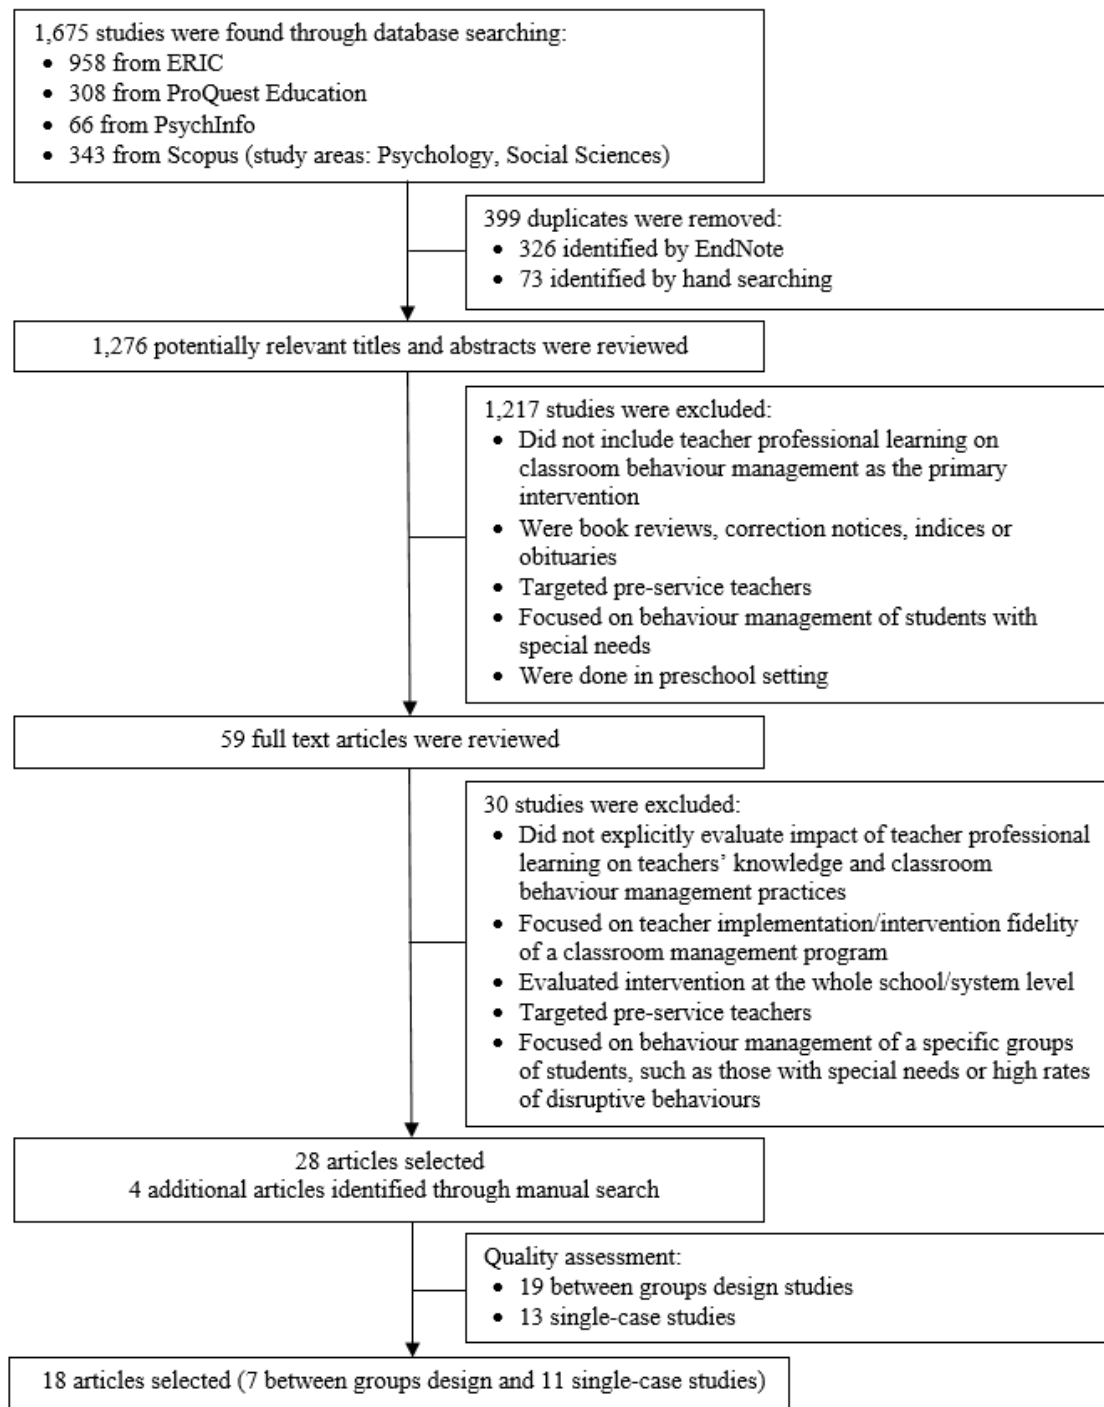 1,675 studies were found through database searching:
• 958 from ERIC
• 308 from ProQuest Education
• 66 from PsychInfo
• 343 from Scopus (study areas: Psychology, Social Sciences)
399 duplicates were removed:
• 326 identified by EndNote
• 73 identified by hand searching
1,276 potentially relevant titles and abstracts were reviewed
1,217 studies were excluded:
• Did not include teacher professional learning on
classroom behaviour management as the primary
intervention
• Were book reviews, correction notices, indices or
obituaries
• Targeted pre-service teachers
• Focused on behaviour management of students with
special needs
• Were done in preschool setting
59 full text articles were reviewed
30 studies were excluded:
• Did not explicitly evaluate impact of teacher professional
learning on teachers’ knowledge and classroom
behaviour management practices
• Focused on teacher implementation/intervention fidelity
of a classroom management program
• Evaluated intervention at the whole school/system level
• Targeted pre-service teachers
• Focused on behaviour management of a specific groups
of students, such as those with special needs or high rates
of disruptive behaviours
28 articles selected
4 additional articles identified through manual search
Quality assessment:
• 19 between groups design studies
• 13 single-case studies
18 articles selected (7 between groups design and 11 single-case studies)